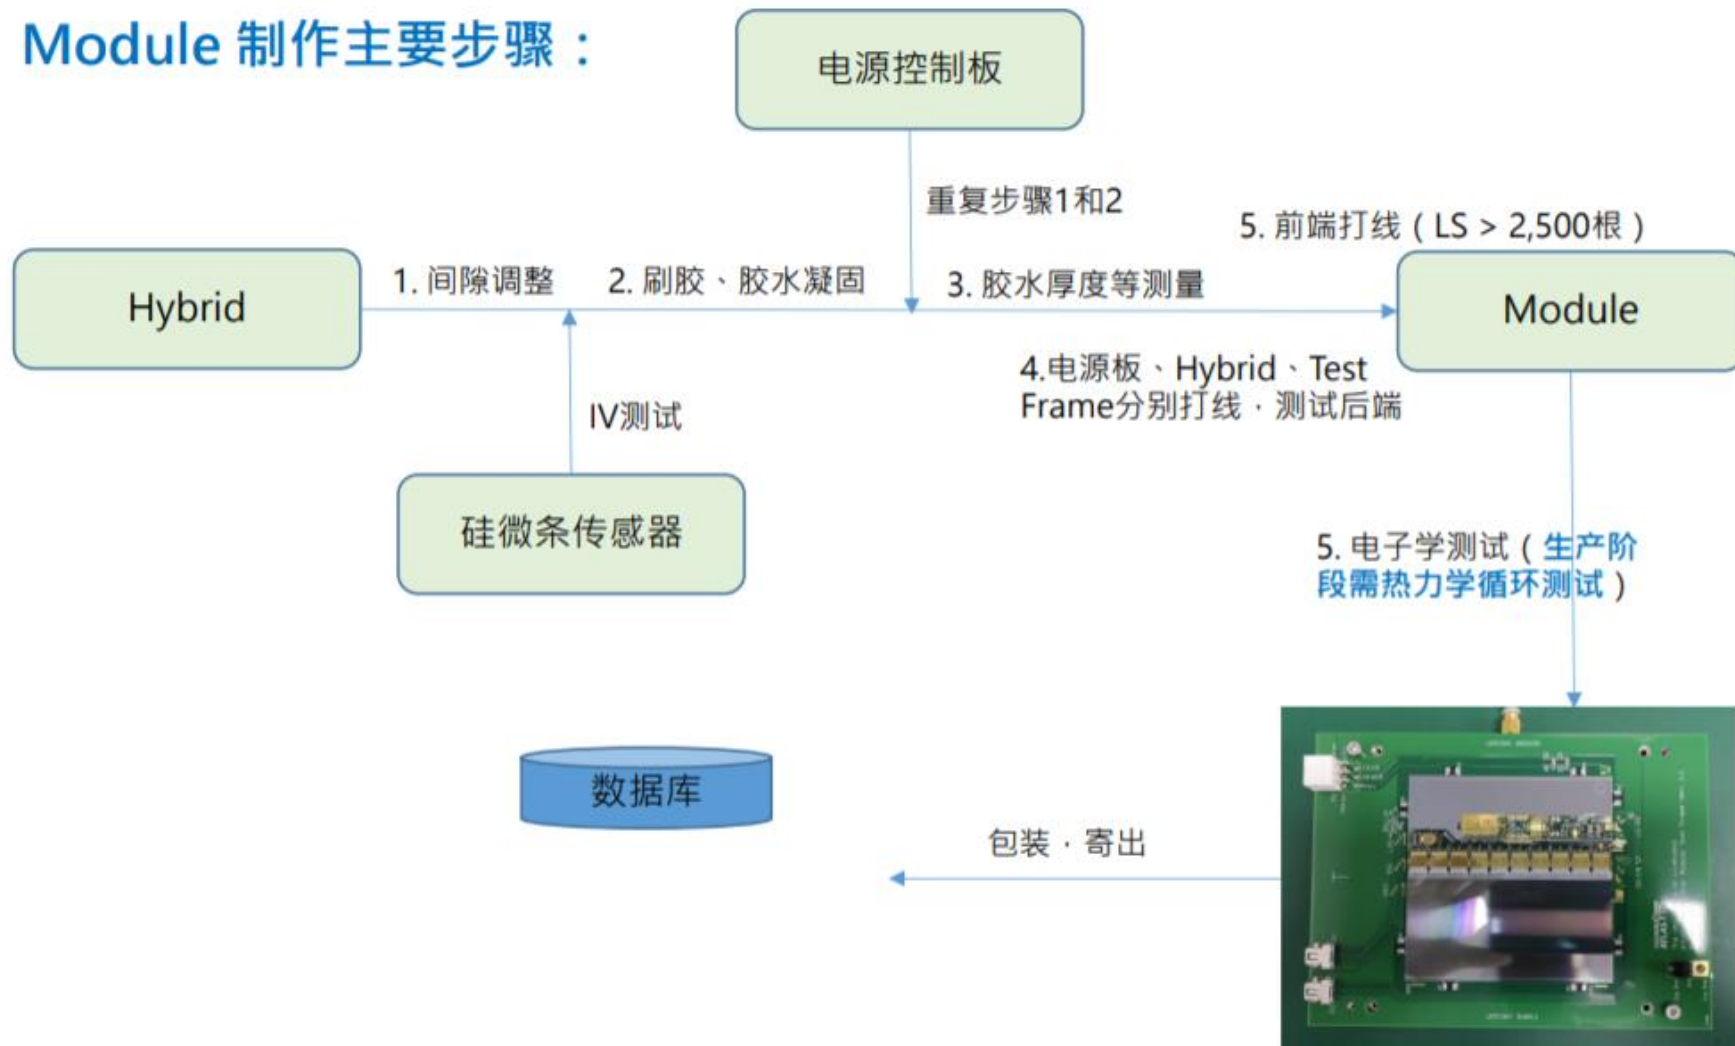 Module 制作主要步骤：
电源控制板
重复步骤1和2
5. 前端打线（LS > 2,500根）
Hybrid
1. 间隙调整
2. 刷胶、胶水凝固
3. 胶水厚度等测量
Module
4.电源板、Hybrid、Test
Frame分别打线，测试后端
IV测试
硅微条传感器
5. 电子学测试（生产阶
段需热力学循环测试）
数据库
包装，寄出